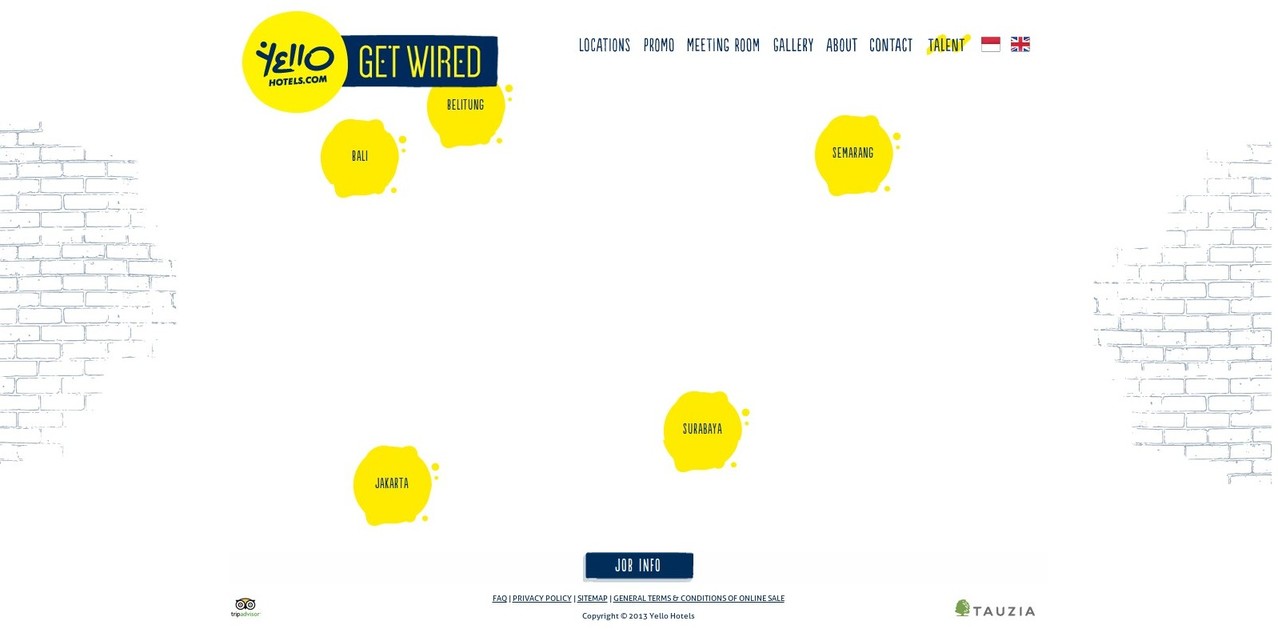 Yello
HOTELS.COM
GET WIRED
LOCATIONS PROMO MEETING ROOM GALLERY ABOUT CONTACT TALENT
BELITUNG
BALI
SEMARANG
SURABAYA
JAKARTA
JOB INFO
FAQ | PRIVACY POLICY | SITEMAP | GENERAL TERMS & CONDITIONS OF ONLINE SALE
Copyright © 2013 Yello Hotels
tripadvisor
TAUZIA